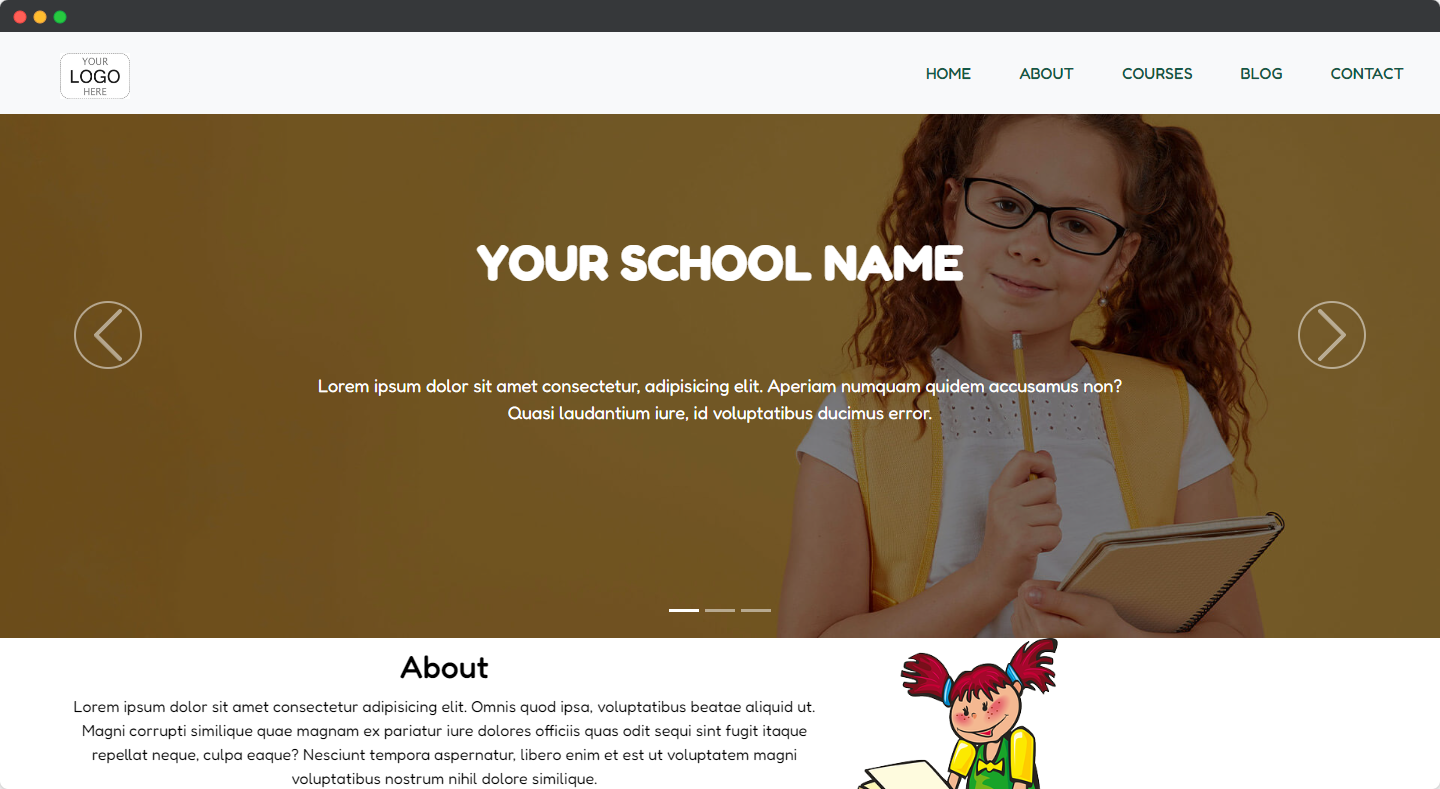 YOUR
LOGO
HERE
HOME ABOUT COURSES BLOG CONTACT
YOUR SCHOOL NAME
Lorem ipsum dolor sit amet consectetur, adipisicing elit. Aperiam numquam quidem accusamus non?
Quasi laudantium iure, id voluptatibus ducimus error.
About
Lorem ipsum dolor sit amet consectetur adipisicing elit. Omnis quod ipsa, voluptatibus beatae aliquid ut.
Magni corrupti similique quae magnam ex pariatur iure dolores officiis quas odit sequi sint fugit itaque
repellat neque, culpa eaque? Nesciunt tempora aspernatur, libero enim et est ut voluptatem magni
voluptatibus nostrum nihil dolore similique.